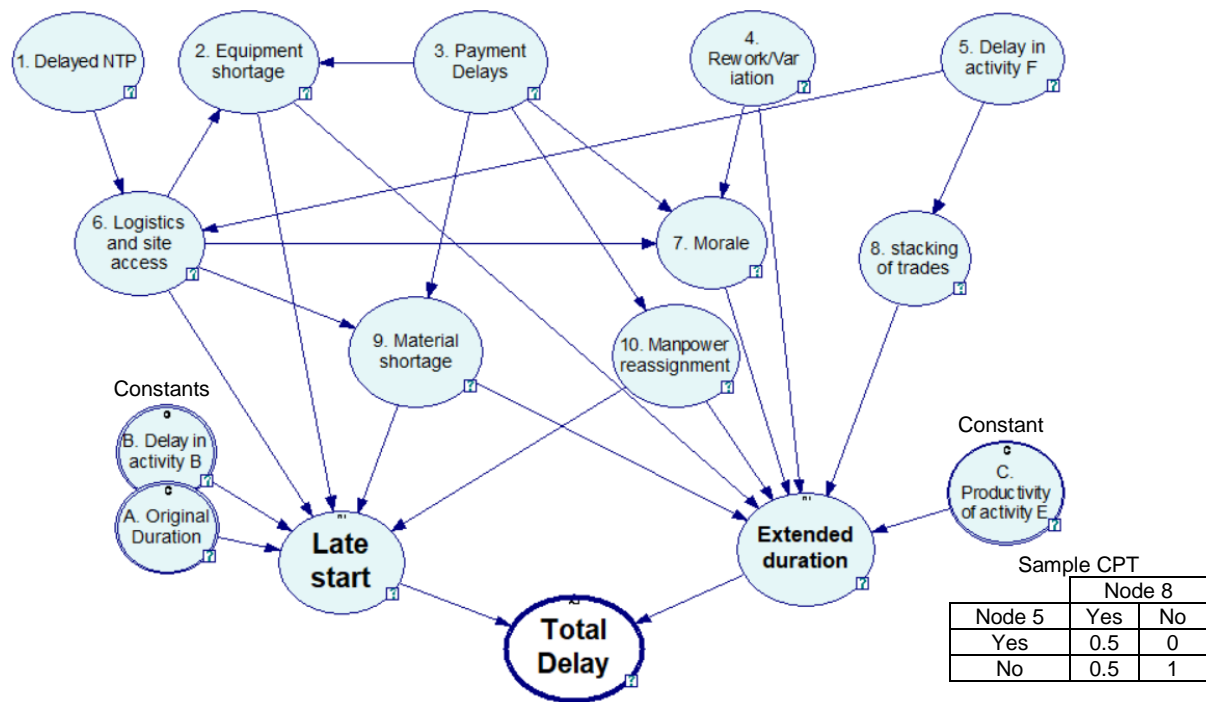 1. Delayed NTP
2. Equipment
shortage
3. Payment
Delays
4.
Rework/Var
iation
5. Delay in
activity F
6. Logistics
and site
access
7. Morale
8. stacking
of trades
9. Material
shortage
10. Manpower
reassignment
Constants
B. Delay in
activity B
A. Original
Duration
Late
start
Extended
duration
Constant
C.
Productivity
of activity E
Total
Delay
Sample CPT
Node 8
Node 5 Yes No
Yes 0.5 0
No 0.5 1